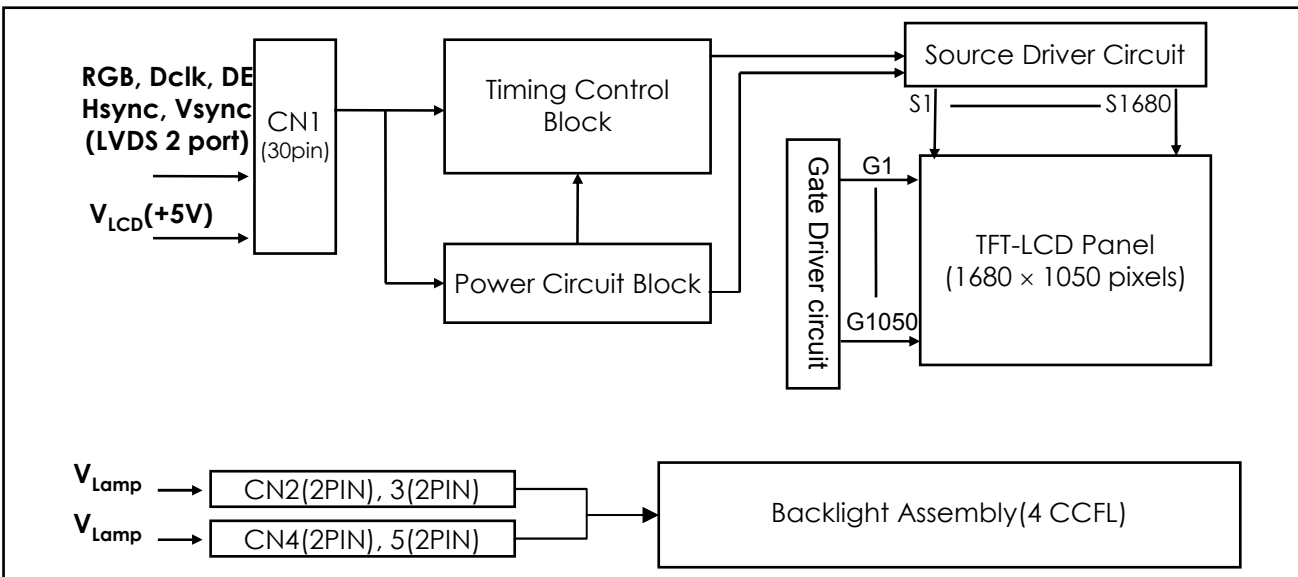 RGB, Dclk, DE
Hsync, Vsync
(LVDS 2 port)
VLCD(+5V)
CN1
(30pin)
Timing Control
Block
Power Circuit Block
Source Driver Circuit
S1
S1680
Gate Driver circuit
G1
G1050
TFT-LCD Panel
(1680 × 1050 pixels)
VLamp
CN2(2PIN), 3(2PIN)
VLamp
CN4(2PIN), 5(2PIN)
Backlight Assembly(4 CCFL)